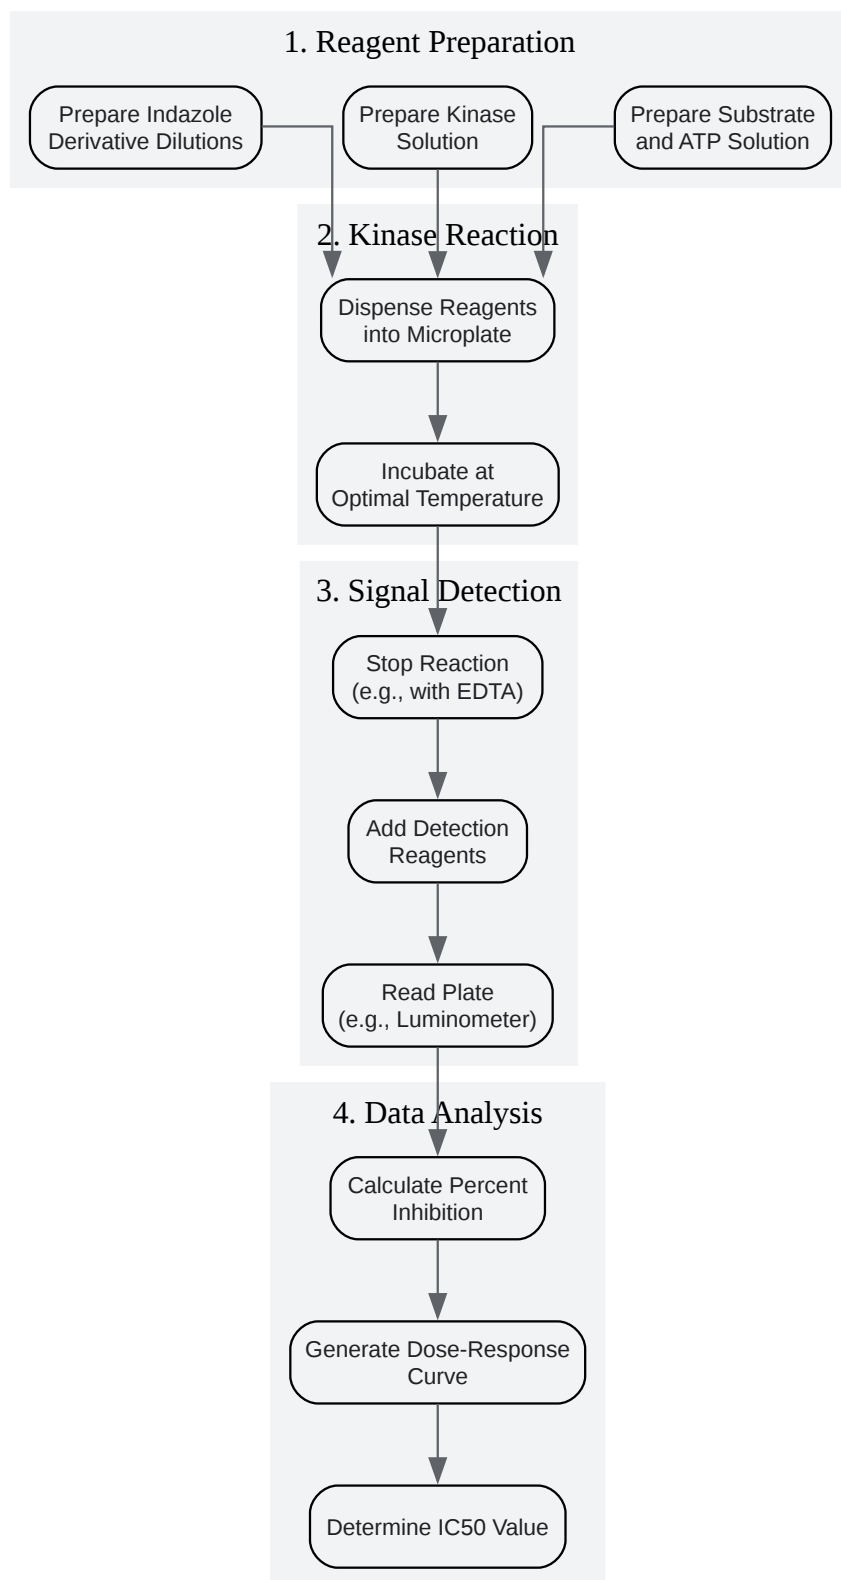 1. Reagent Preparation
Prepare Indazole
Derivative Dilutions
Prepare Kinase
Solution
Prepare Substrate
and ATP Solution
2. Kinase Reaction
Dispense Reagents
into Microplate
Incubate at
Optimal Temperature
3. Signal Detection
Stop Reaction
(e.g., with EDTA)
Add Detection
Reagents
Read Plate
(e.g., Luminometer)
4. Data Analysis
Calculate Percent
Inhibition
Generate Dose-Response
Curve
Determine IC50 Value